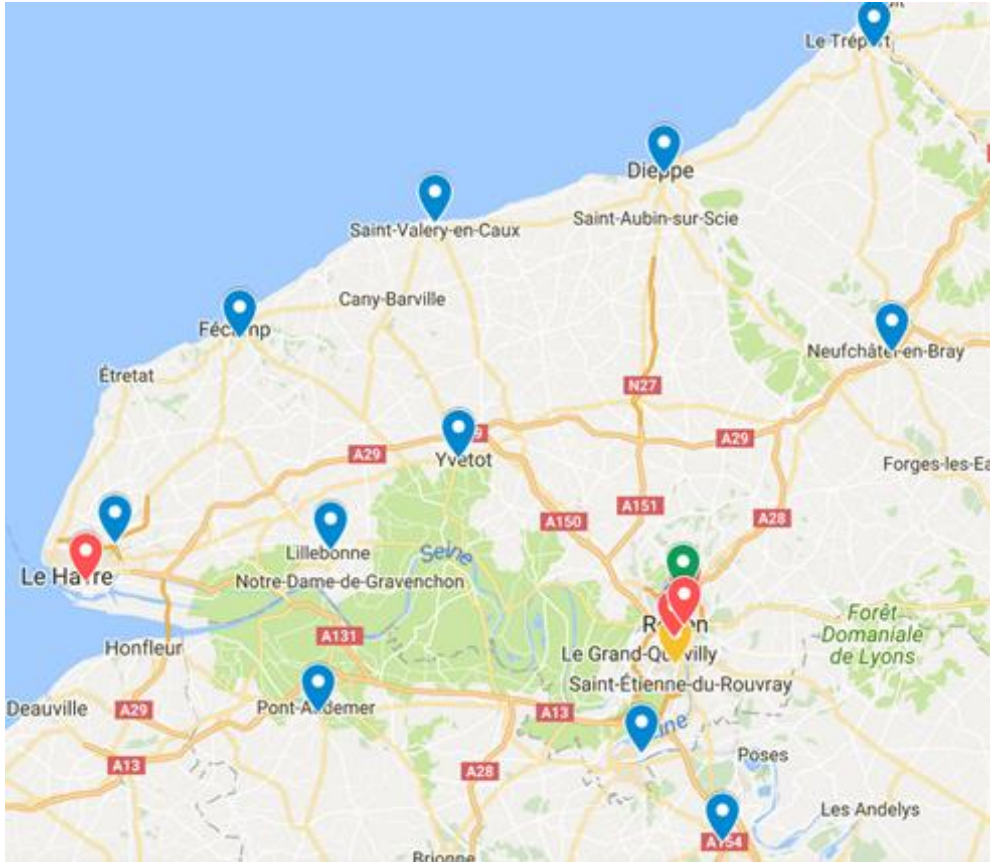 Le Tréport
Dieppe
Saint-Valery-en-Caux
Saint-Aubin-sur-Scie
Cany-Barville
Fécamp
Neufchâtel-en-Bray
Étretat
N27
A29
A29
Yvetot
Forges-les-Ea
A151
A150
A28
Lillebonne
Seine
Le Havre
Notre-Dame-de-Gravenchon
Forêt
Domaniale
de Lyons
Rouen
A131
Honfleur
Le Grand-Quevilly
Saint-Étienne-du-Rouvray
Deauville
A29
Pont-Audemer
A13
Seine
Poses
A13
A28
Les Andelys
A154
Brionne